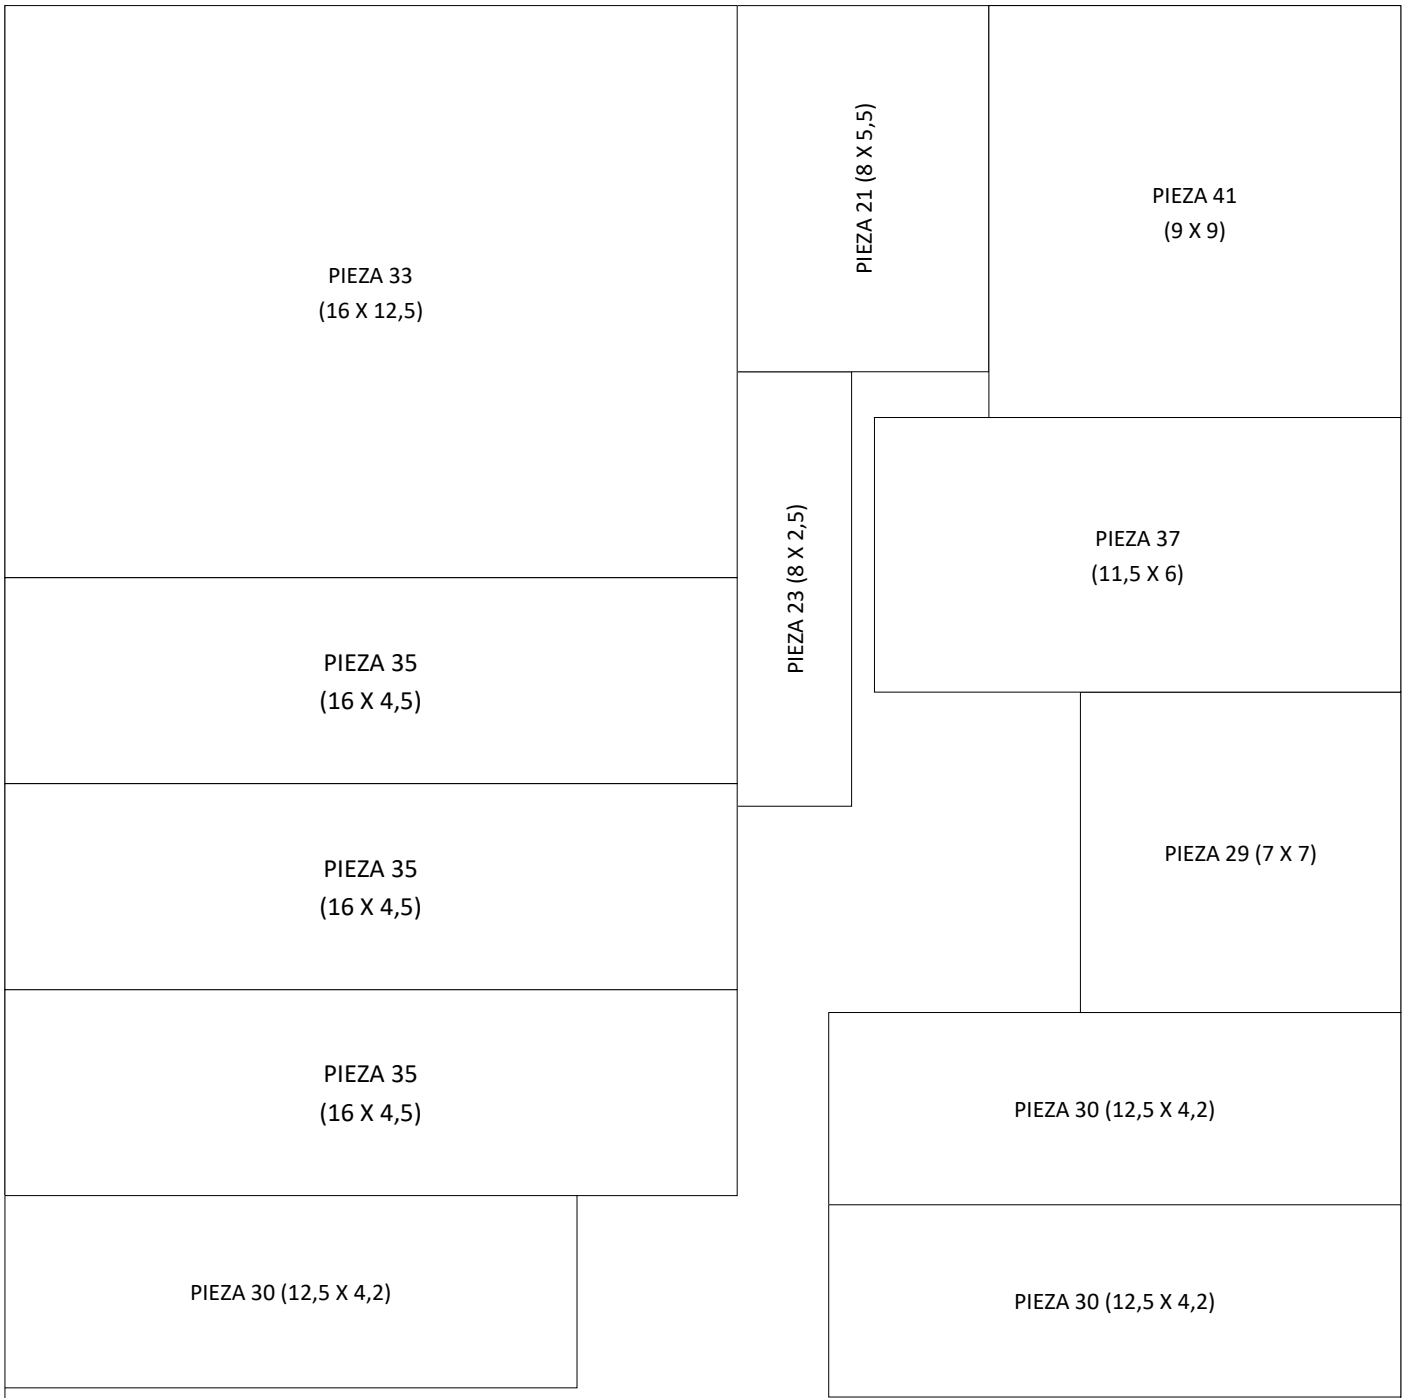 PIEZA 33
(16 X 12,5)
PIEZA 21 (8 X 5,5)
PIEZA 41
(9 X 9)
PIEZA 23 (8 X 2,5)
PIEZA 37
(11,5 X 6)
PIEZA 35
(16 X 4,5)
PIEZA 35
(16 X 4,5)
PIEZA 29 (7 X 7)
PIEZA 35
(16 X 4,5)
PIEZA 30 (12,5 X 4,2)
PIEZA 30 (12,5 X 4,2)
PIEZA 30 (12,5 X 4,2)